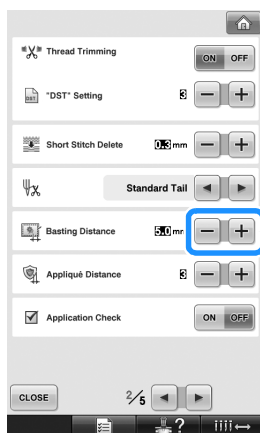 Thread Trimming
ON OFF
DST
"DST" Setting
3
Short Stitch Delete
0.3 mm
Standard Tail
Basting Distance
5.0 mm
Appliqué Distance
3
Application Check
ON OFF
CLOSE
2/5